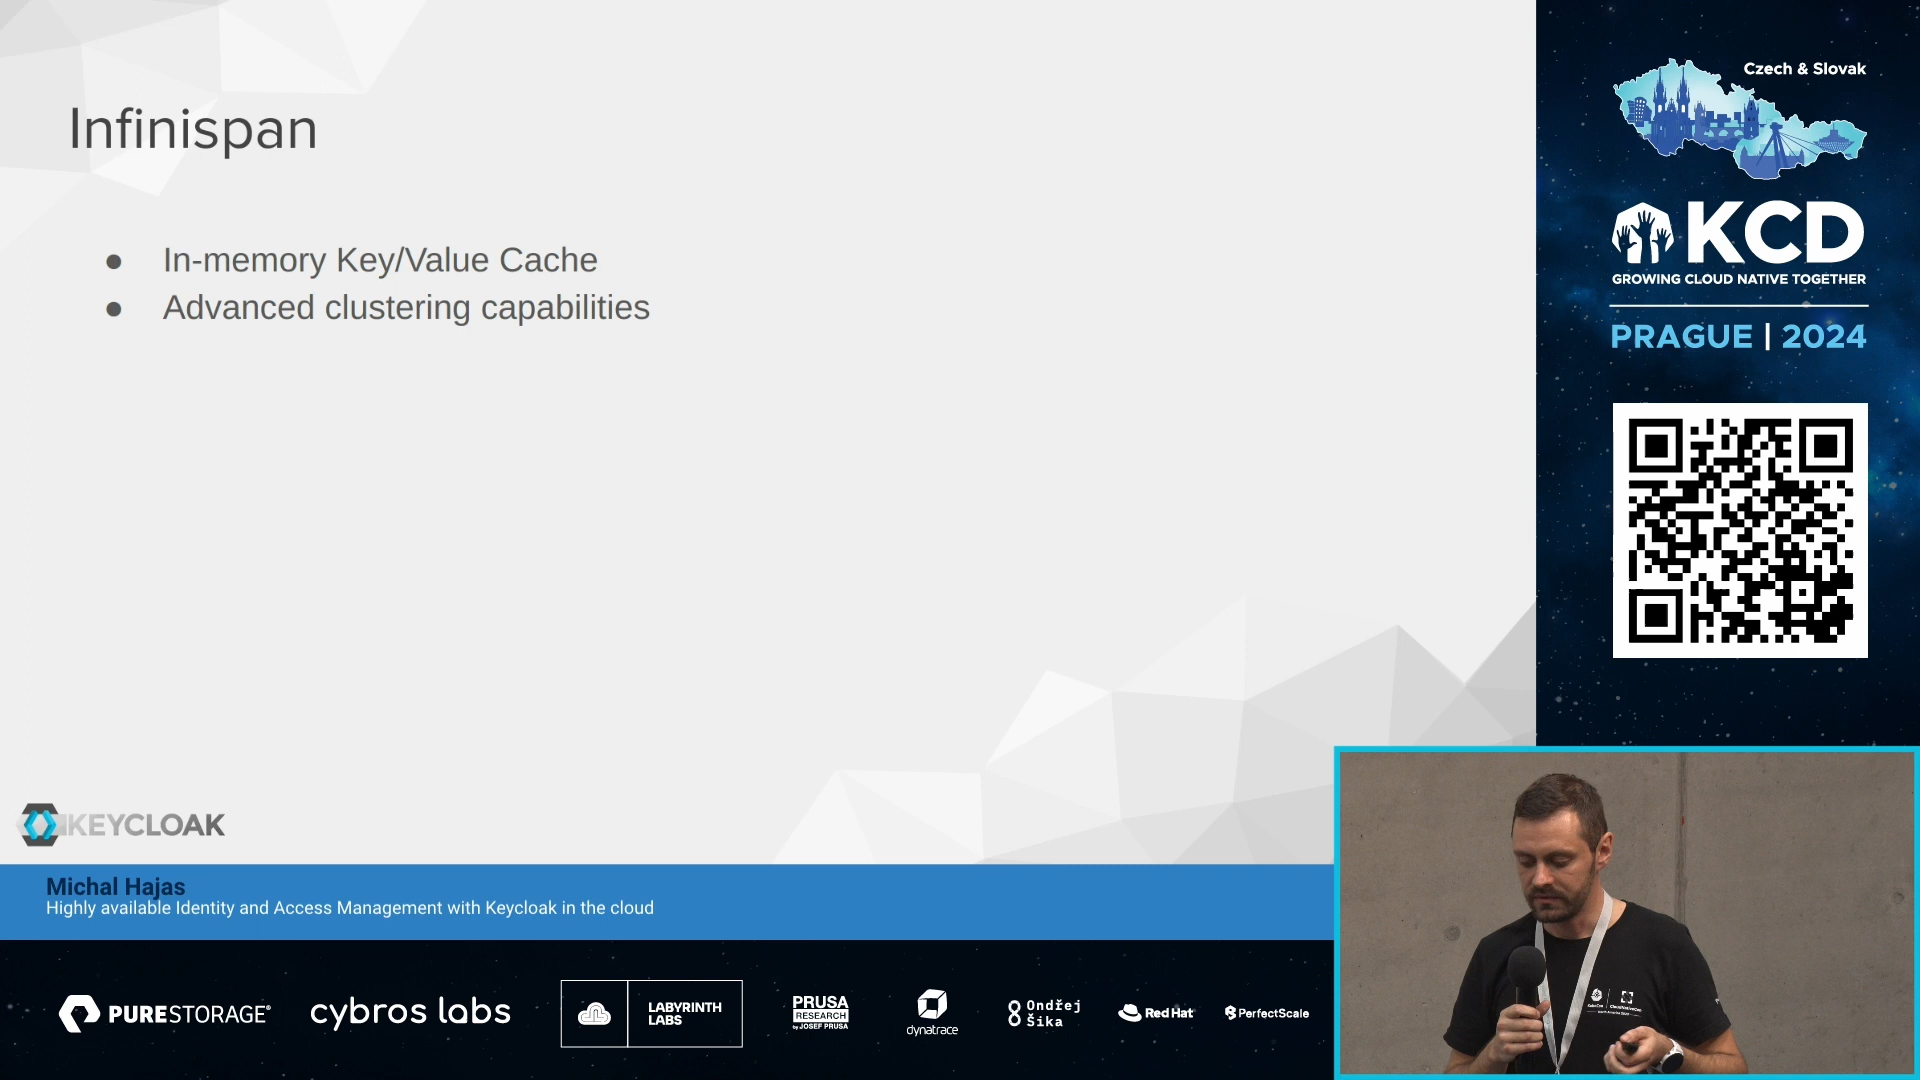 Infinispan
In-memory Key/Value Cache
Advanced clustering capabilities
KEYCLOAK
Michal Hajas
Highly available Identity and Access Management with Keycloak in the cloud
Czech & Slovak
KCD
GROWING CLOUD NATIVE TOGETHER
PRAGUE | 2024
PURESTORAGE®
cybros labs
LABYRINTH
LABS
PRUSA
RESEARCH
by JOSEF PRUSA
dynatrace
Ondřej
Šika
Red Hat
PerfectScale